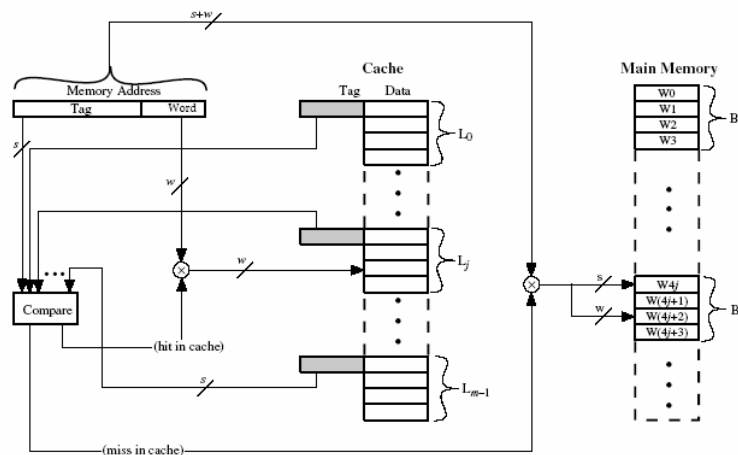 s+w
Cache
Main Memory
Memory Address
Tag Word
Tag Data
s
w
L0
W0
W1
W2
W3
B
w
Lj
s
W4j
W(4j+1)
W(4j+2)
W(4j+3)
w
B
Compare
(hit in cache)
s
Lm–1
(miss in cache)